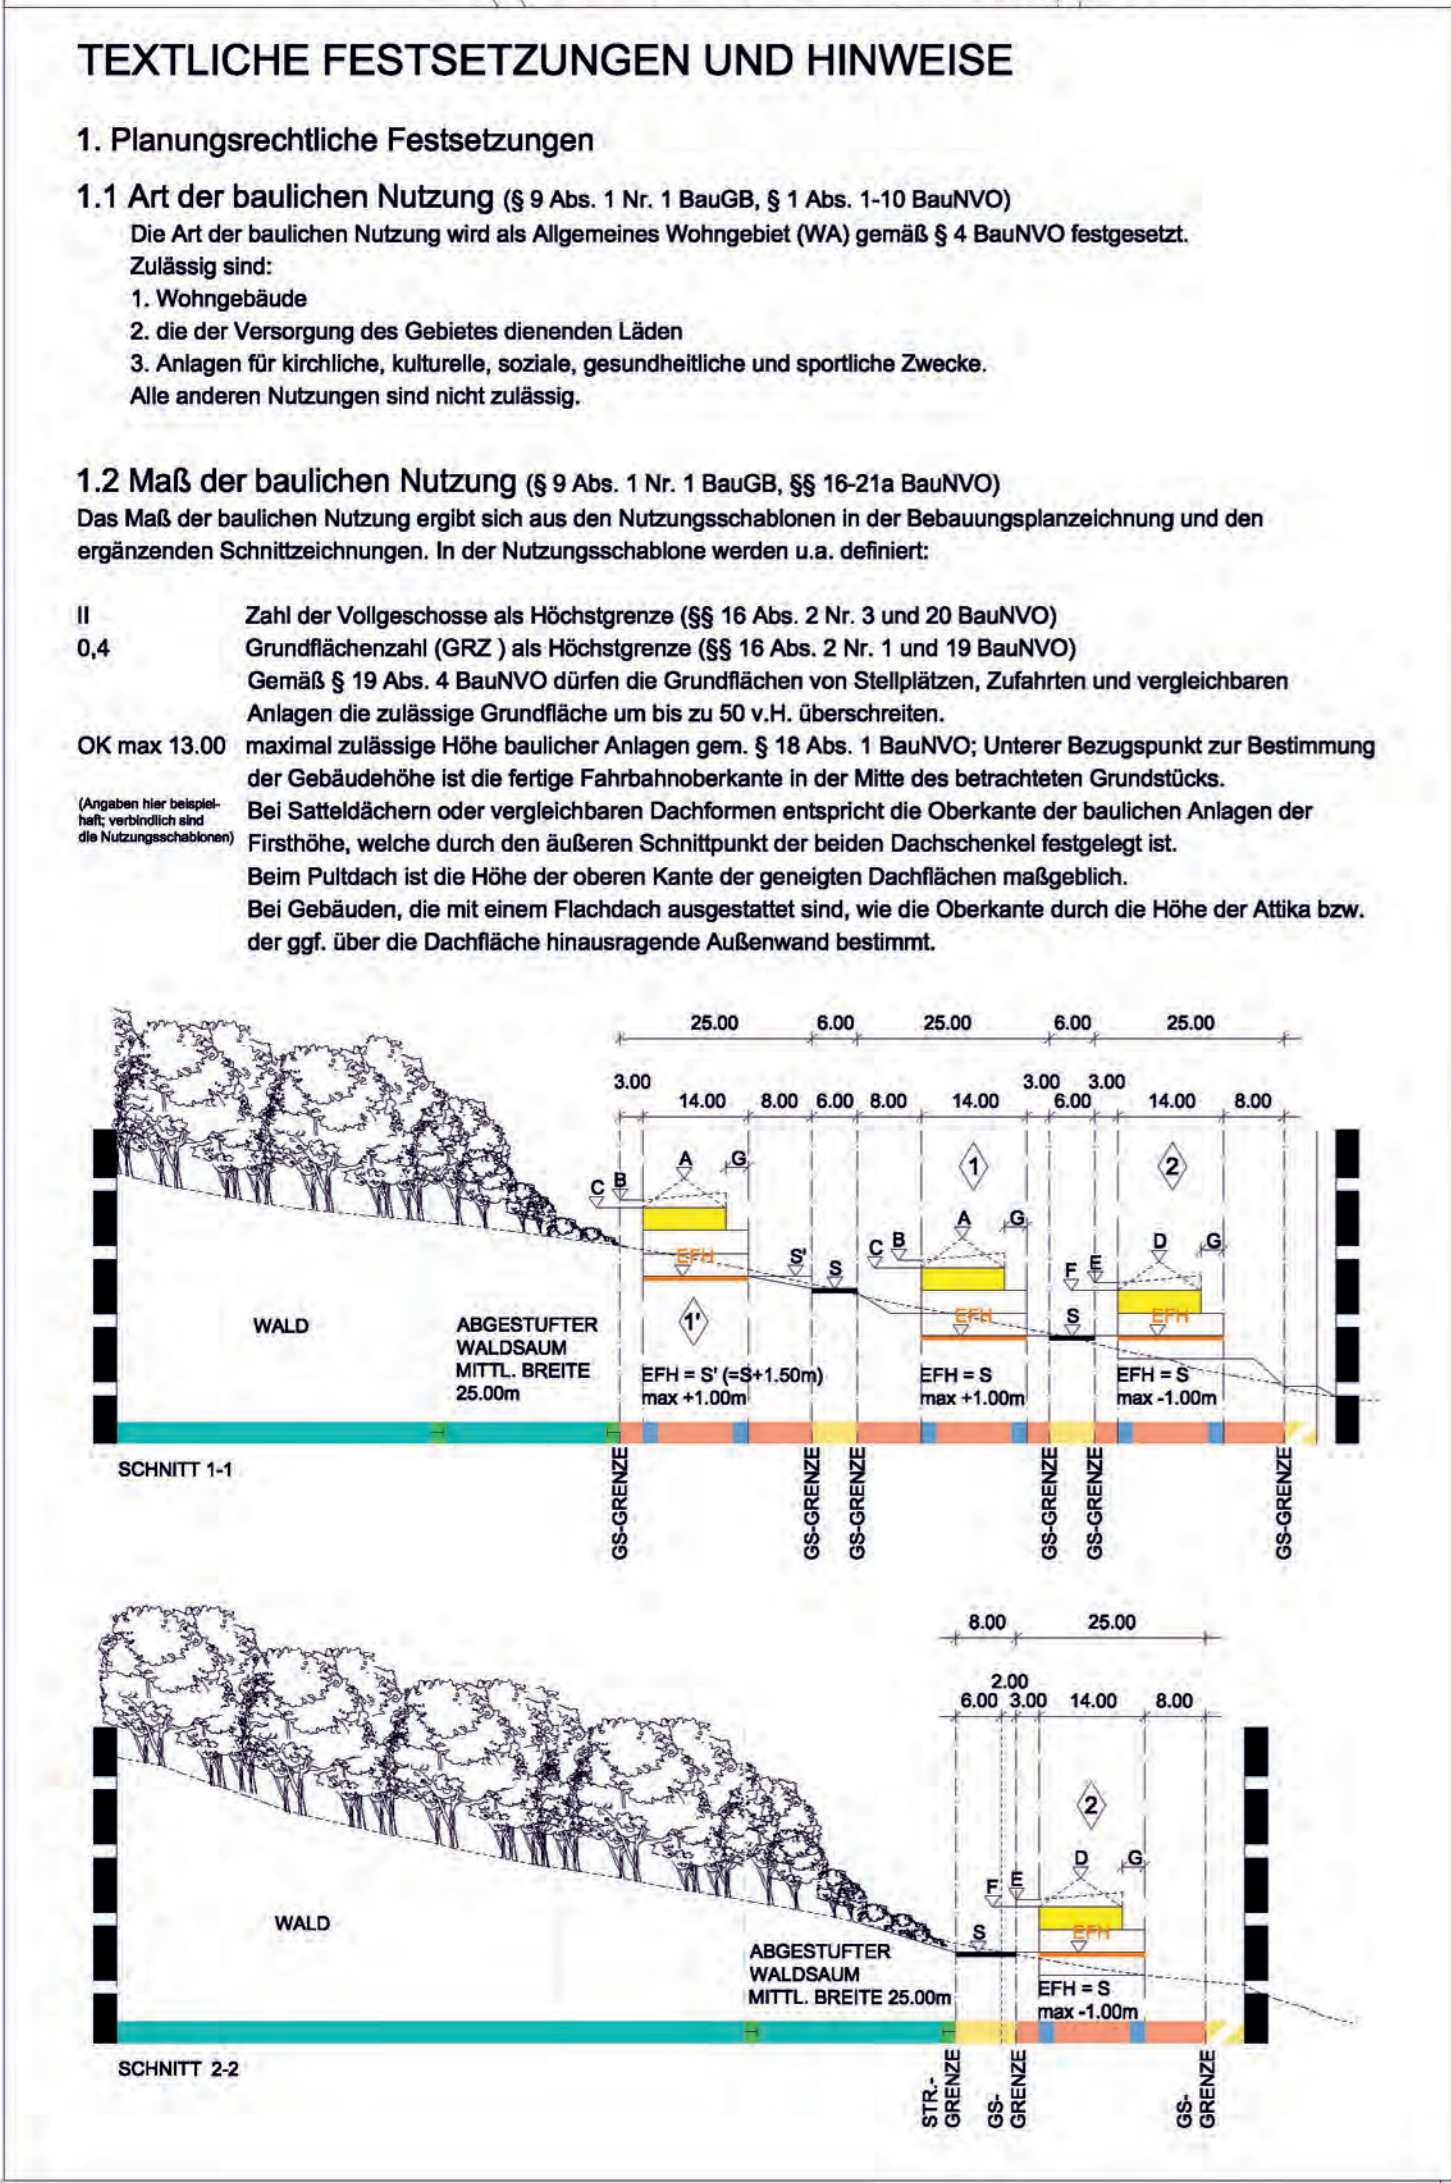 TEXTLICHE FESTSETZUNGEN UND HINWEISE
1. Planungsrechtliche Festsetzungen
1.1 Art der baulichen Nutzung (§ 9 Abs. 1 Nr. 1 BauGB, § 1 Abs. 1-10 BauNVO)
Die Art der baulichen Nutzung wird als Allgemeines Wohngebiet (WA) gemäß § 4 BauNVO festgesetzt.
Zulässig sind:
1. Wohngebäude
2. die der Versorgung des Gebietes dienenden Läden
3. Anlagen für kirchliche, kulturelle, soziale, gesundheitliche und sportliche Zwecke.
Alle anderen Nutzungen sind nicht zulässig.
1.2 Maß der baulichen Nutzung (§ 9 Abs. 1 Nr. 1 BauGB, §§ 16-21a BauNVO)
Das Maß der baulichen Nutzung ergibt sich aus den Nutzungsschablonen in der Bebauungsplanzeichnung und den
ergänzenden Schnittzeichnungen. In der Nutzungsschablone werden u.a. definiert:
II Zahl der Vollgeschosse als Höchstgrenze (§§ 16 Abs. 2 Nr. 3 und 20 BauNVO)
0,4 Grundflächenzahl (GRZ ) als Höchstgrenze (§§ 16 Abs. 2 Nr. 1 und 19 BauNVO)
Gemäß § 19 Abs. 4 BauNVO dürfen die Grundflächen von Stellplätzen, Zufahrten und vergleichbaren
Anlagen die zulässige Grundfläche um bis zu 50 v.H. überschreiten.
OK max 13.00 maximal zulässige Höhe baulicher Anlagen gem. § 18 Abs. 1 BauNVO; Unterer Bezugspunkt zur Bestimmung
der Gebäudehöhe ist die fertige Fahrbahnoberkante in der Mitte des betrachteten Grundstücks.
(Angaben hier beispiel-
haft; verbindlich sind
die Nutzungsschablonen)
Bei Satteldächern oder vergleichbaren Dachformen entspricht die Oberkante der baulichen Anlagen der
Firsthöhe, welche durch den äußeren Schnittpunkt der beiden Dachschenkel festgelegt ist.
Beim Pultdach ist die Höhe der oberen Kante der geneigten Dachflächen maßgeblich.
Bei Gebäuden, die mit einem Flachdach ausgestattet sind, wie die Oberkante durch die Höhe der Attika bzw.
der ggf. über die Dachfläche hinausragende Außenwand bestimmt.
25.00 6.00 25.00 6.00 25.00
3.00 3.00 3.00
14.00 8.00 6.00 8.00 14.00 6.00 14.00 8.00
A G 1 2
C B
A G
D G
C B
F E
EFH S' S
EFH S EFH
1'
WALD
ABGESTUFTER
WALDSAUM
MITTL. BREITE
25.00m
EFH = S' (=S+1.50m)
max +1.00m
EFH = S
max +1.00m
EFH = S
max -1.00m
SCHNITT 1-1
GS-GRENZE
GS-GRENZE
GS-GRENZE
GS-GRENZE
GS-GRENZE
GS-GRENZE
8.00 25.00
2.00
6.00 3.00 14.00 8.00
2
D G
F E
S EFH
WALD
ABGESTUFTER
WALDSAUM
MITTL. BREITE 25.00m
EFH = S
max -1.00m
SCHNITT 2-2
STR.-
GRENZE
GS-
GRENZE
GS-
GRENZE